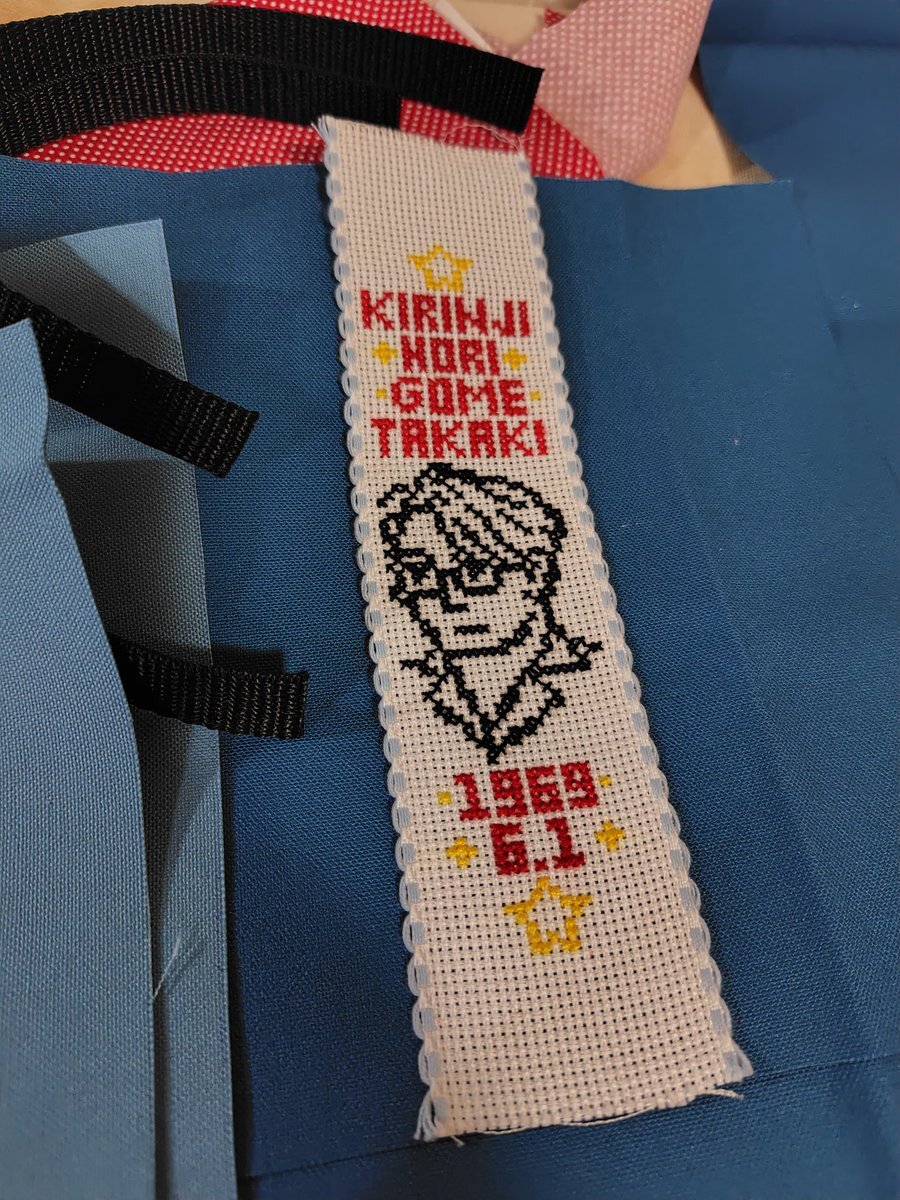 KIRINJI
HORI
GOME
TAKAKI
1969
6.1